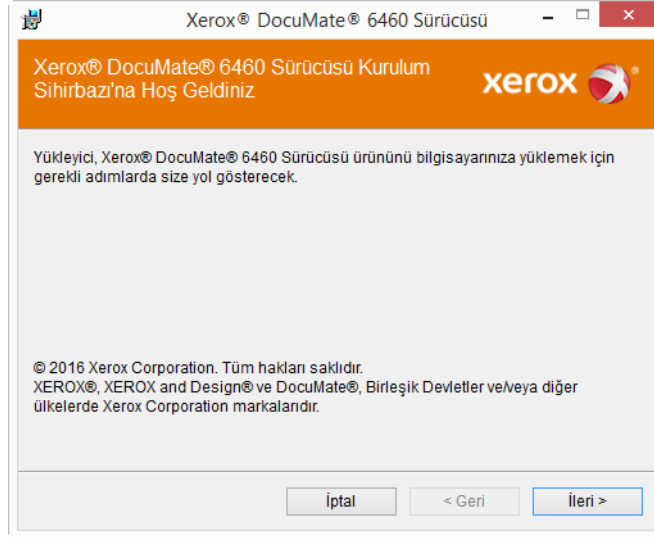 Xerox® DocuMate® 6460 Sürücüsü
Xerox® DocuMate® 6460 Sürücüsü Kurulum
Sihirbazı'na Hoş Geldiniz
xerox
Yükleyici, Xerox® DocuMate® 6460 Sürücüsü ürününü bilgisayarınıza yüklemek için
gerekli adımlarda size yol gösterecek.
© 2016 Xerox Corporation. Tüm hakları saklıdır.
XEROX®, XEROX and Design® ve DocuMate®, Birleşik Devletler ve/veya diğer
ülkelerde Xerox Corporation markalarıdır.
İptal
< Geri
İleri >